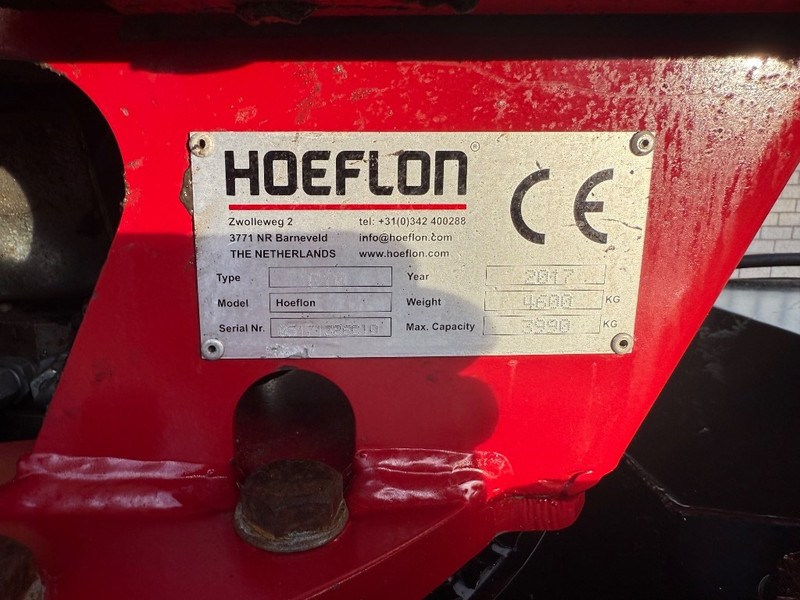 HOEFLON
Zwolleweg 2 tel: +31(0)342 400288
3771 NR Barneveld info@hoeflon.com
THE NETHERLANDS www.hoeflon.com
CE
Type Year 2017
Model Hoeflon Weight 4600 KG
Serial Nr. Max. Capacity 3990 KG